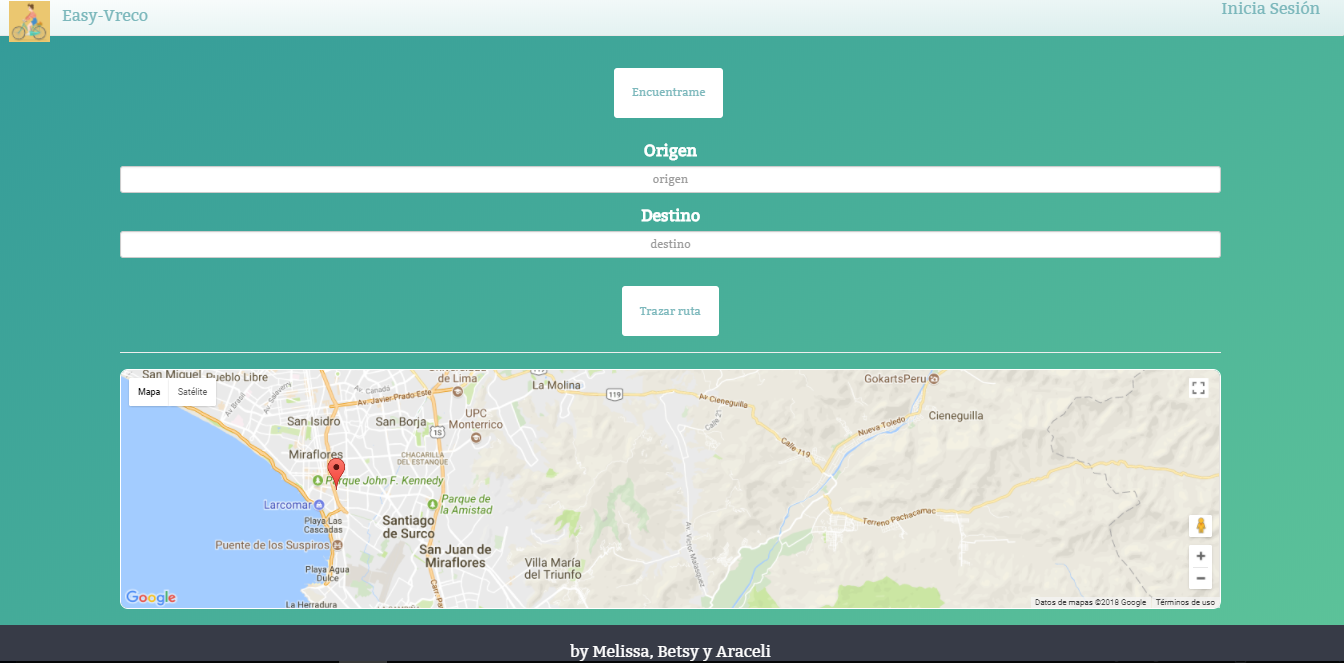 Easy-Vreco
Inicia Sesión
Encuentrame
Origen
origen
Destino
destino
Trazar ruta
San Miguel
Pueblo Libre
Mapa
Satélite
Av Brasil
Av. Salaverry
Av. Canada
Av. Javier Prado Este
Universidad
de Lima
La Molina
119
Av Cieneguilla
Calle 21
GokartsPeru
Cieneguilla
Nueva Toledo
Calle 119
San Isidro
San Borja
1S
UPC
Monterrico
Miraflores
CHACARILLA
DEL ESTANQUE
Parque John F. Kennedy
Larcomar
Parque de
la Amistad
Playa Las
Cascadas
Santiago
de Surco
Terreno Pachacamac
Puente de los Suspiros
San Juan de
Miraflores
Av. Víctor Malasquez
Playa Agua
Dulce
Villa María
del Triunfo
La Herradura
Google
Datos de mapas ©2018 Google
Términos de uso
by Melissa, Betsy y Araceli